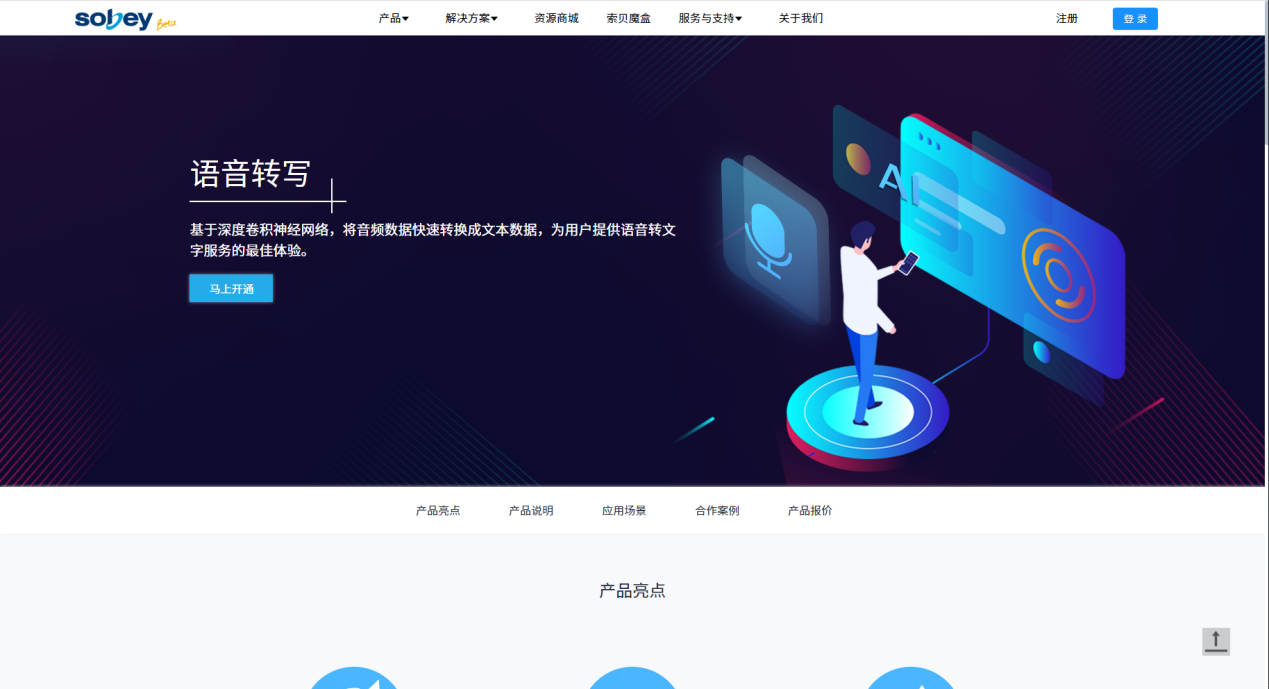 sobey Beta
产品 解决方案 资源商城 索贝魔盒 服务与支持 关于我们 注册 登 录
语音转写
基于深度卷积神经网络，将音频数据快速转换成文本数据，为用户提供语音转文
字服务的最佳体验。
马上开通
AI
产品亮点 产品说明 应用场景 合作案例 产品报价
产品亮点